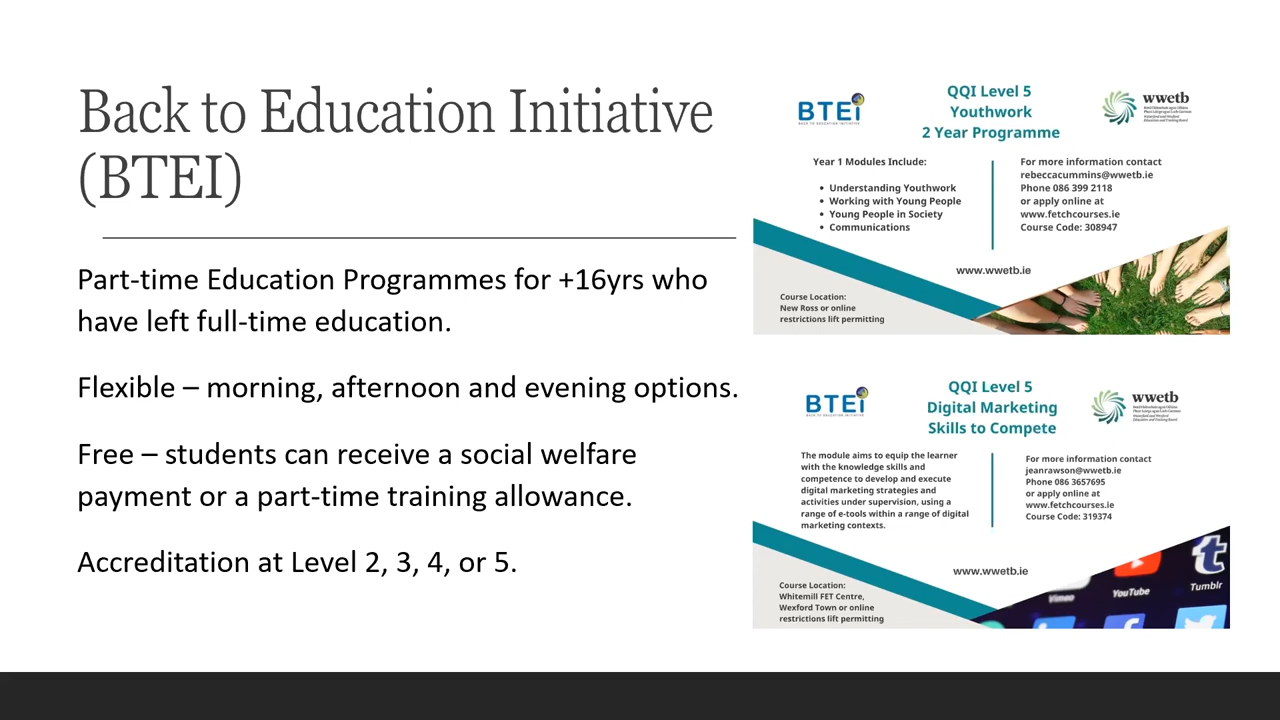 Back to Education Initiative
(BTEI)
Part-time Education Programmes for +16yrs who
have left full-time education.
Flexible – morning, afternoon and evening options.
Free – students can receive a social welfare
payment or a part-time training allowance.
Accreditation at Level 2, 3, 4, or 5.
BTEi
BACK TO EDUCATION INITIATIVE
QQI Level 5
Youthwork
2 Year Programme
wwetb
Year 1 Modules Include:
• Understanding Youthwork
• Working with Young People
• Young People in Society
• Communications
For more information contact
rebeccacummins@wwetb.ie
Phone 086 399 2118
or apply online at
www.fetchcourses.ie
Course Code: 308947
www.wwetb.ie
Course Location:
New Ross or online
restrictions lift permitting
BTEi
BACK TO EDUCATION INITIATIVE
QQI Level 5
Digital Marketing
Skills to Compete
wwetb
The module aims to equip the learner
with the knowledge skills and
competence to develop and execute
digital marketing strategies and
activities under supervision, using a
range of e-tools within a range of digital
marketing contexts.
For more information contact
jeanrawson@wwetb.ie
Phone 086 3657695
or apply online at
www.fetchcourses.ie
Course Code: 319374
www.wwetb.ie
Course Location:
Whitemill FET Centre,
Wexford Town or online
restrictions lift permitting
Vimeo
YouTube
Tumblr